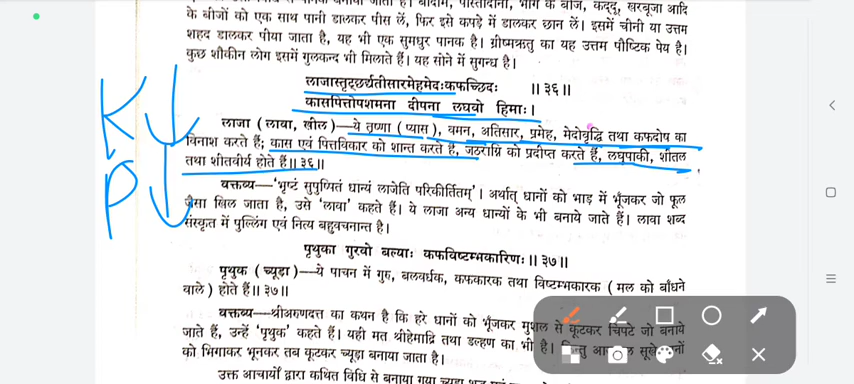 बादाम, पोस्तादाना, भाग के बीज, कद्दू, खरबूजा आदि
के बीजों को एक साथ पानी डालकर पीस लें, फिर इसे कपड़े में डालकर छान लें। इसमें चीनी या उत्तम
शहद डालकर पीया जाता है, यह भी एक सुमधुर पानक है। ग्रीष्मऋतु का यह उत्तम पौष्टिक पेय है।
कुछ शौकीन लोग इसमें गुलकन्द भी मिलाते हैं। यह सोने में सुगन्ध है।
लाजास्तृट्छर्द्यतीसारमेहमेदःकफच्छिदः ॥३६॥
कासपित्तोपशमना दीपना लघवो हिमाः।
K↓
लाजा (लावा, खील)—ये तृष्णा (प्यास), वमन, अतिसार, प्रमेह, मेदोवृद्धि तथा कफदोष का
विनाश करते हैं; कास एवं पित्तविकार को शान्त करते हैं, जठराग्नि को प्रदीप्त करते हैं, लघुपाकी, शीतल
तथा शीतवीर्य होते हैं॥३६॥
P↓
वक्तव्य—'भृष्टं सुपुष्पितं धान्यं लाजेति परिकीर्तितम्'। अर्थात् धानों को भाड़ में भूँजकर जो फूल
जैसा खिल जाता है, उसे 'लावा' कहते हैं। ये लाजा अन्य धान्यों के भी बनाये जाते हैं। लावा शब्द
संस्कृत में पुल्लिंग एवं नित्य बहुवचनान्त है।
पृथुका गुरवो बल्याः कफविष्टम्भकारिणः॥३७॥
पृथुक (च्यूड़ा)—ये पाचन में गुरु, बलवर्धक, कफकारक तथा विष्टम्भकारक (मल को बाँधने
वाले) होते हैं॥३७॥
वक्तव्य—श्रीअरुणदत्त का कथन है कि हरे धानों को भूँजकर मुशल से कूटकर चिपटे जो बनाये
जाते हैं, उन्हें 'पृथुक' कहते हैं। यही मत श्रीहेमाद्रि तथा डल्हण का भी है। किन्तु सूखे
को भिगाकर भूनकर तब कूटकर च्यूड़ा बनाया जाता है।
उक्त आचार्यों द्वारा कथित विधि से बनाया गया च्यूड़ा